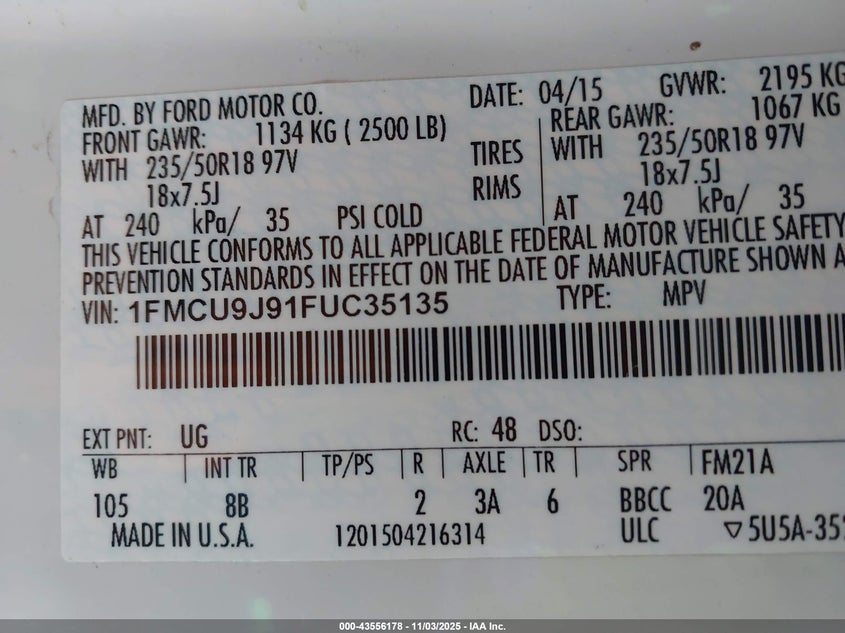 MFD. BY FORD MOTOR CO. DATE: 04/15 GVWR: 2195 KG
FRONT GAWR: 1134 KG ( 2500 LB) REAR GAWR: 1067 KG
WITH 235/50R18 97V TIRES WITH 235/50R18 97V
18x7.5J RIMS 18x7.5J
AT 240 kPa/ 35 PSI COLD AT 240 kPa/ 35
THIS VEHICLE CONFORMS TO ALL APPLICABLE FEDERAL MOTOR VEHICLE SAFETY
PREVENTION STANDARDS IN EFFECT ON THE DATE OF MANUFACTURE SHOWN A
VIN: 1FMCU9J91FUC35135 TYPE: MPV
EXT PNT: UG RC: 48 DSO:
WB INT TR TP/PS R AXLE TR SPR FM21A
105 8B 2 3A 6 BBCC 20A
MADE IN U.S.A. 1201504216314 ULC ▽5U5A-352
000-43556178 - 11/03/2025 - IAA Inc.